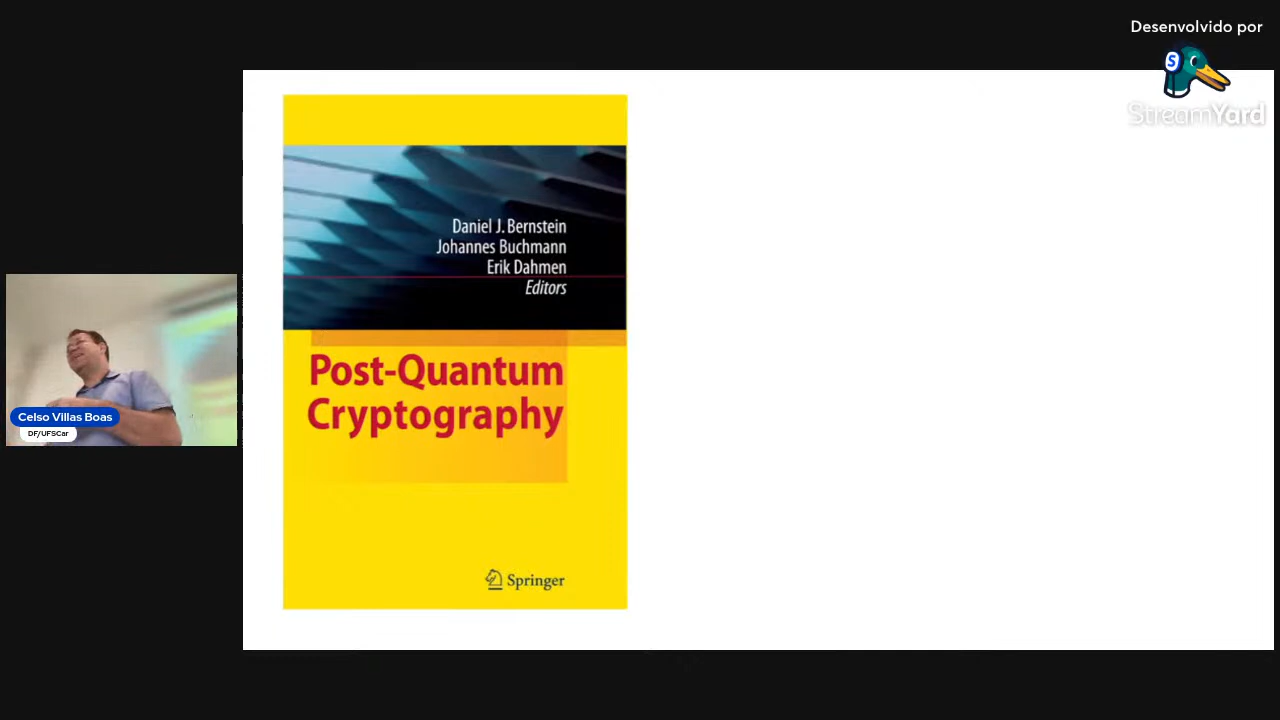 Desenvolvido por
S
StreamYard
Daniel J. Bernstein
Johannes Buchmann
Erik Dahmen
Editors
Post-Quantum
Cryptography
Springer
Celso Villas Boas
DF/UFSCar